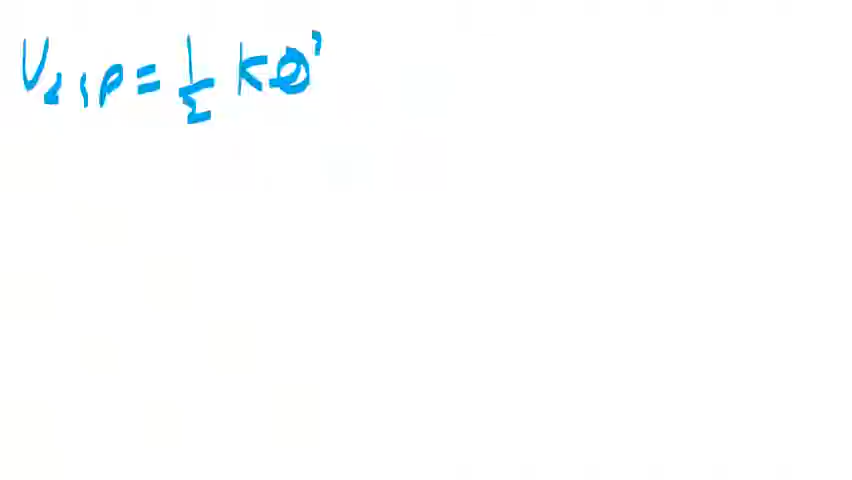 U_disp = 1/2 KΘ²